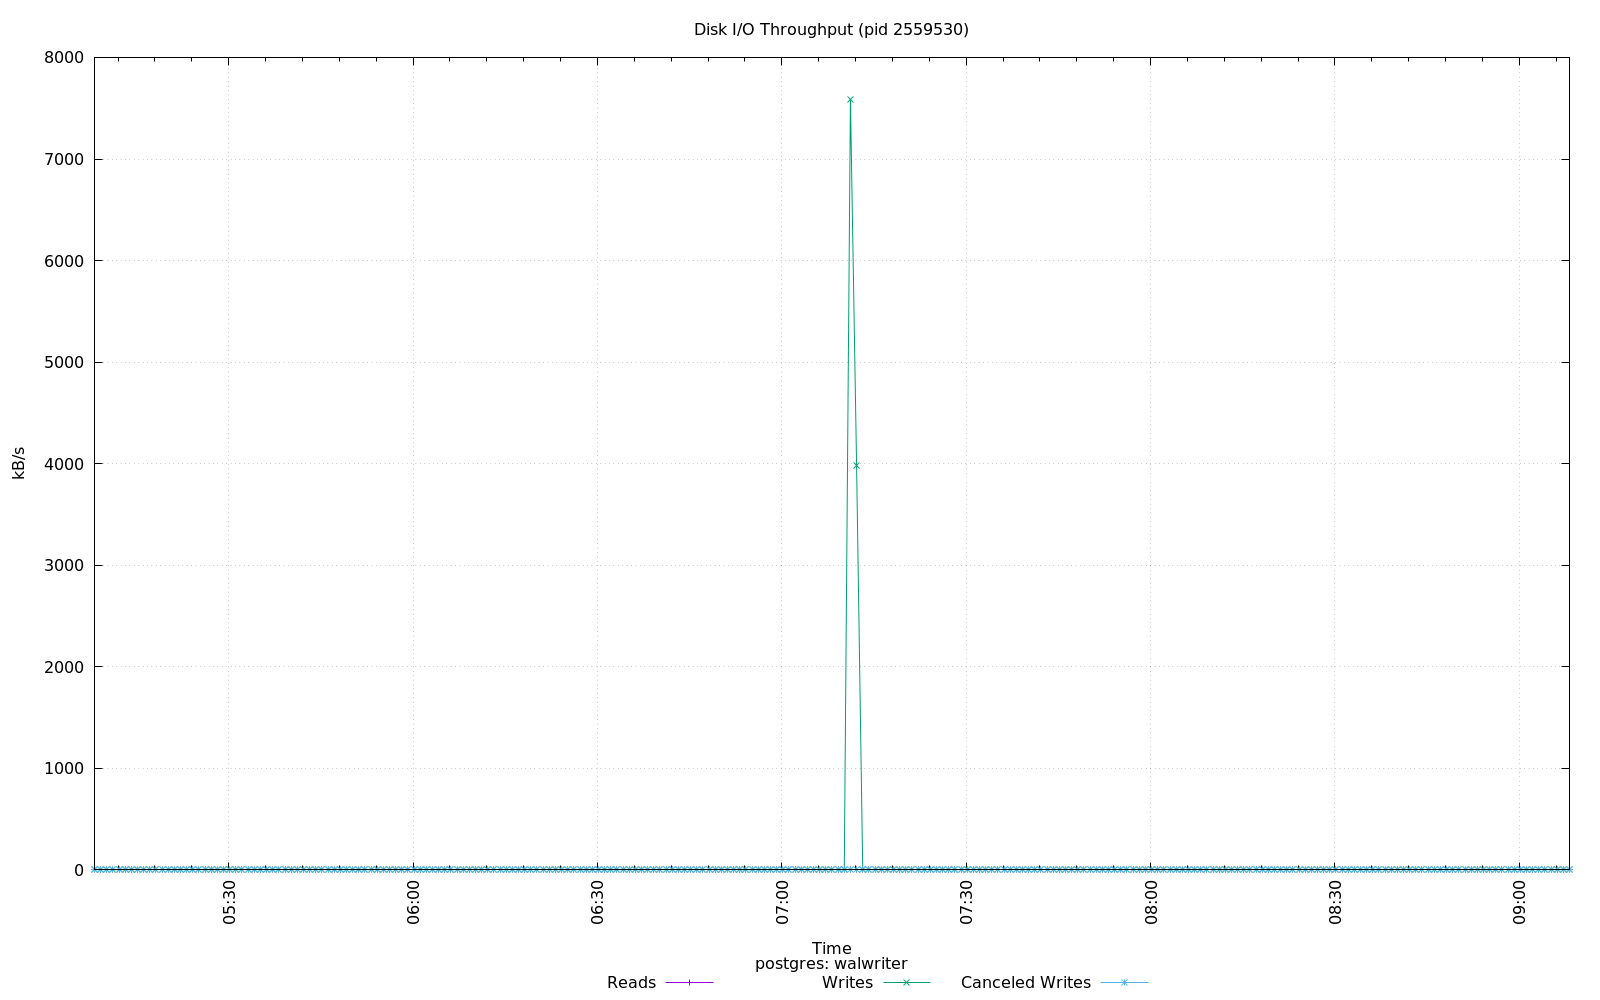 Disk I/O Throughput (pid 2559530)
8000
7000
6000
5000
4000
3000
2000
1000
0
kB/s
05:30 06:00 06:30 07:00 07:30 08:00 08:30 09:00
Time
postgres: walwriter
Reads Writes Canceled Writes